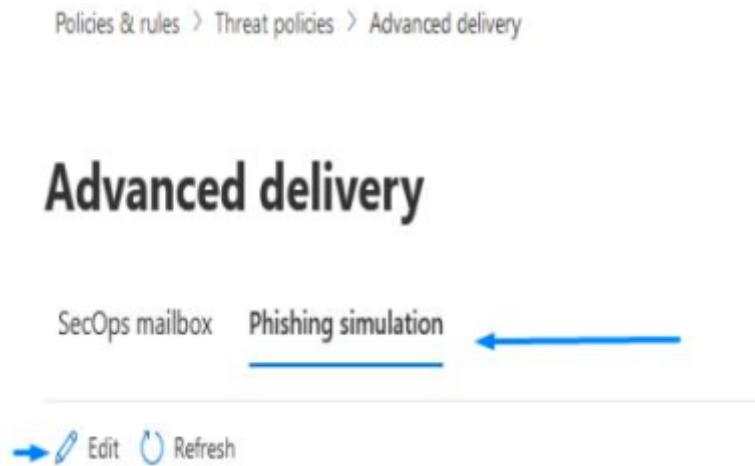 Policies & rules > Threat policies > Advanced delivery
Advanced delivery
SecOps mailbox Phishing simulation
Edit Refresh